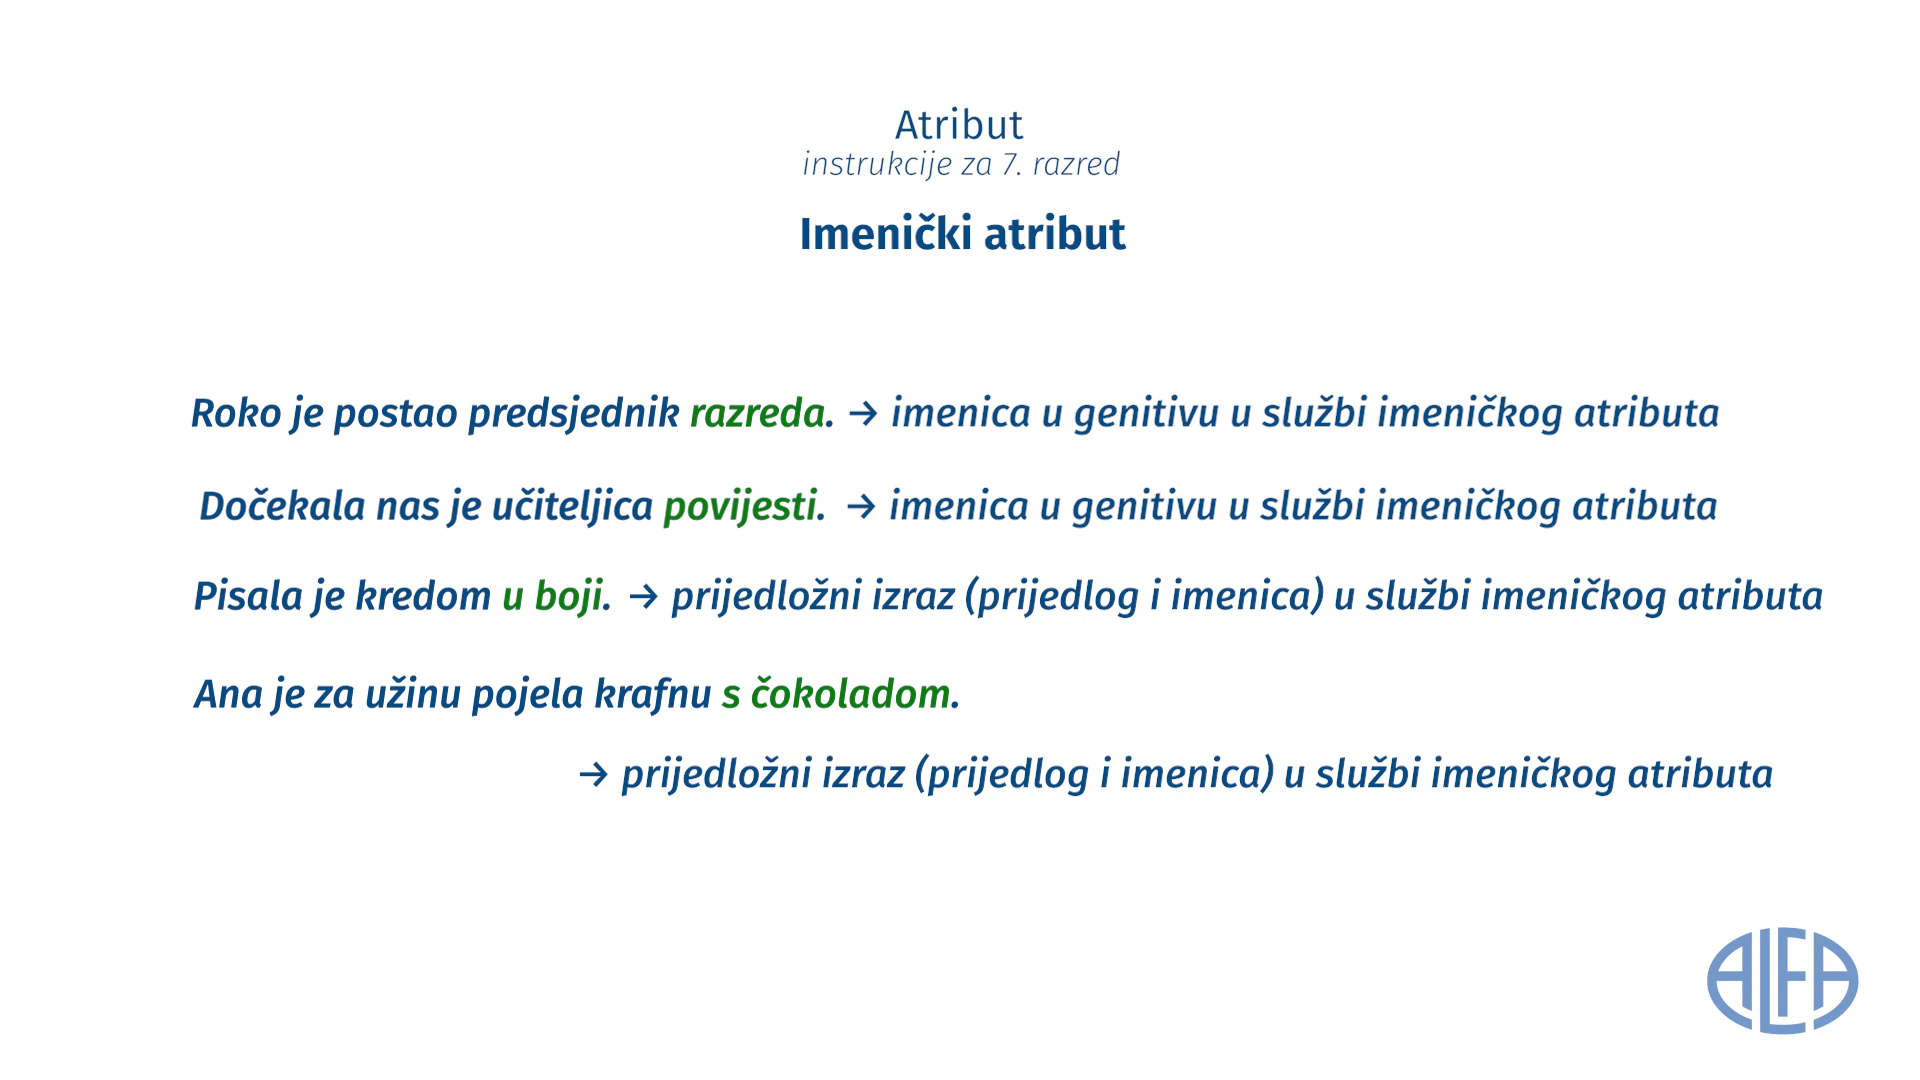 Atribut
instrukcije za 7. razred
Imenički atribut
Roko je postao predsjednik razreda. → imenica u genitivu u službi imeničkog atributa
Dočekala nas je učiteljica povijesti. → imenica u genitivu u službi imeničkog atributa
Pisala je kredom u boji. → prijedložni izraz (prijedlog i imenica) u službi imeničkog atributa
Ana je za užinu pojela krafnu s čokoladom.
→ prijedložni izraz (prijedlog i imenica) u službi imeničkog atributa
ALFA